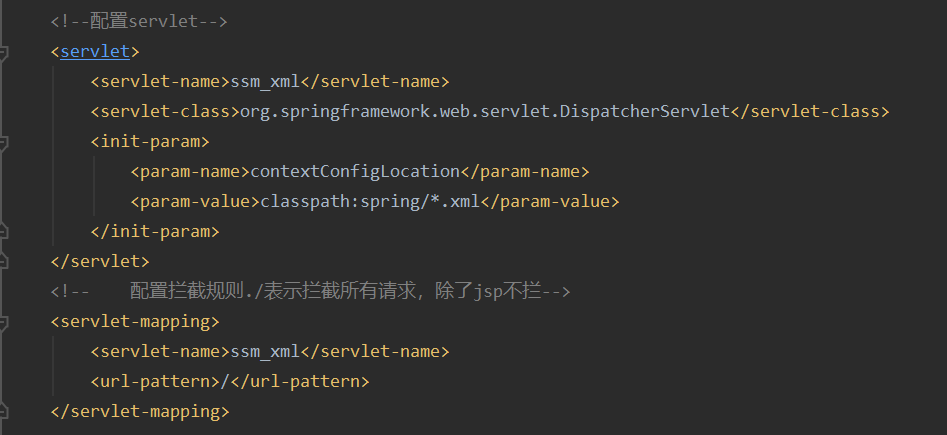 <!--配置servlet-->
<servlet>
    <servlet-name>ssm_xml</servlet-name>
    <servlet-class>org.springframework.web.servlet.DispatcherServlet</servlet-class>
    <init-param>
        <param-name>contextConfigLocation</param-name>
        <param-value>classpath:spring/*.xml</param-value>
    </init-param>
</servlet>
<!--    配置拦截规则./表示拦截所有请求，除了jsp不拦-->
<servlet-mapping>
    <servlet-name>ssm_xml</servlet-name>
    <url-pattern>/</url-pattern>
</servlet-mapping>